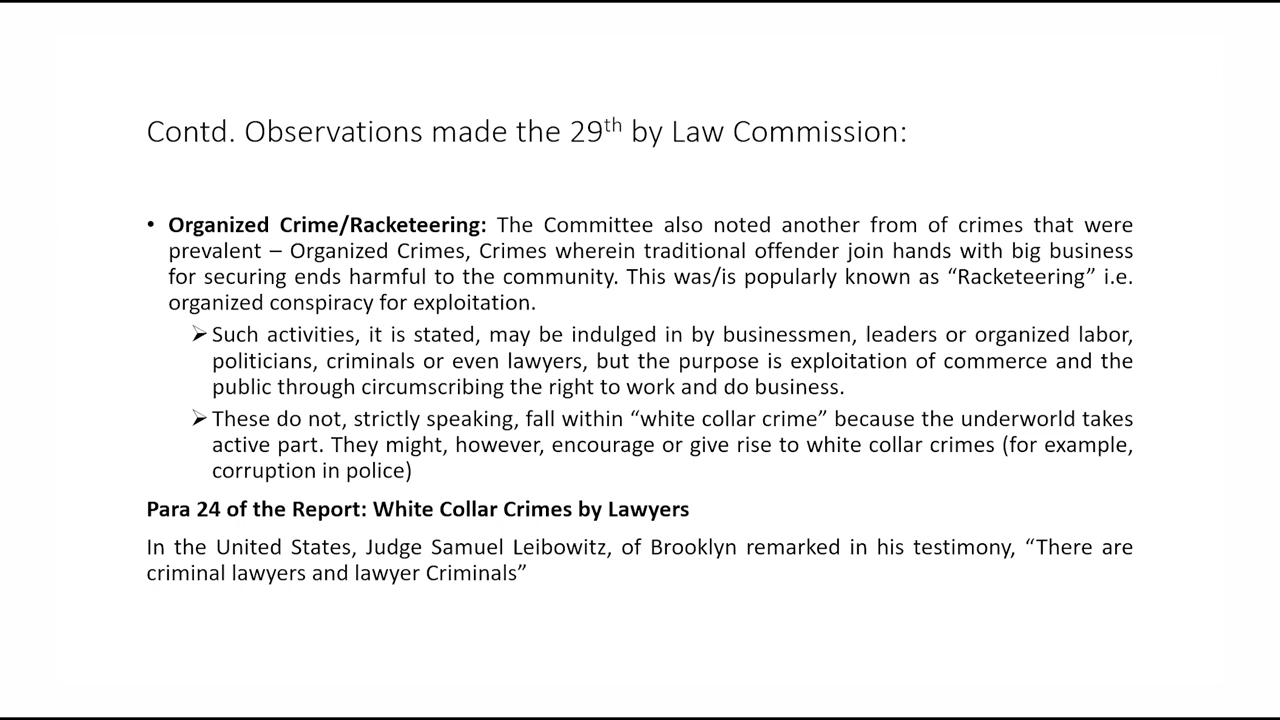 Contd. Observations made the 29th by Law Commission:
• Organized Crime/Racketeering: The Committee also noted another from of crimes that were
prevalent – Organized Crimes, Crimes wherein traditional offender join hands with big business
for securing ends harmful to the community. This was/is popularly known as “Racketeering” i.e.
organized conspiracy for exploitation.
➢ Such activities, it is stated, may be indulged in by businessmen, leaders or organized labor,
politicians, criminals or even lawyers, but the purpose is exploitation of commerce and the
public through circumscribing the right to work and do business.
➢ These do not, strictly speaking, fall within “white collar crime” because the underworld takes
active part. They might, however, encourage or give rise to white collar crimes (for example,
corruption in police)
Para 24 of the Report: White Collar Crimes by Lawyers
In the United States, Judge Samuel Leibowitz, of Brooklyn remarked in his testimony, “There are
criminal lawyers and lawyer Criminals”